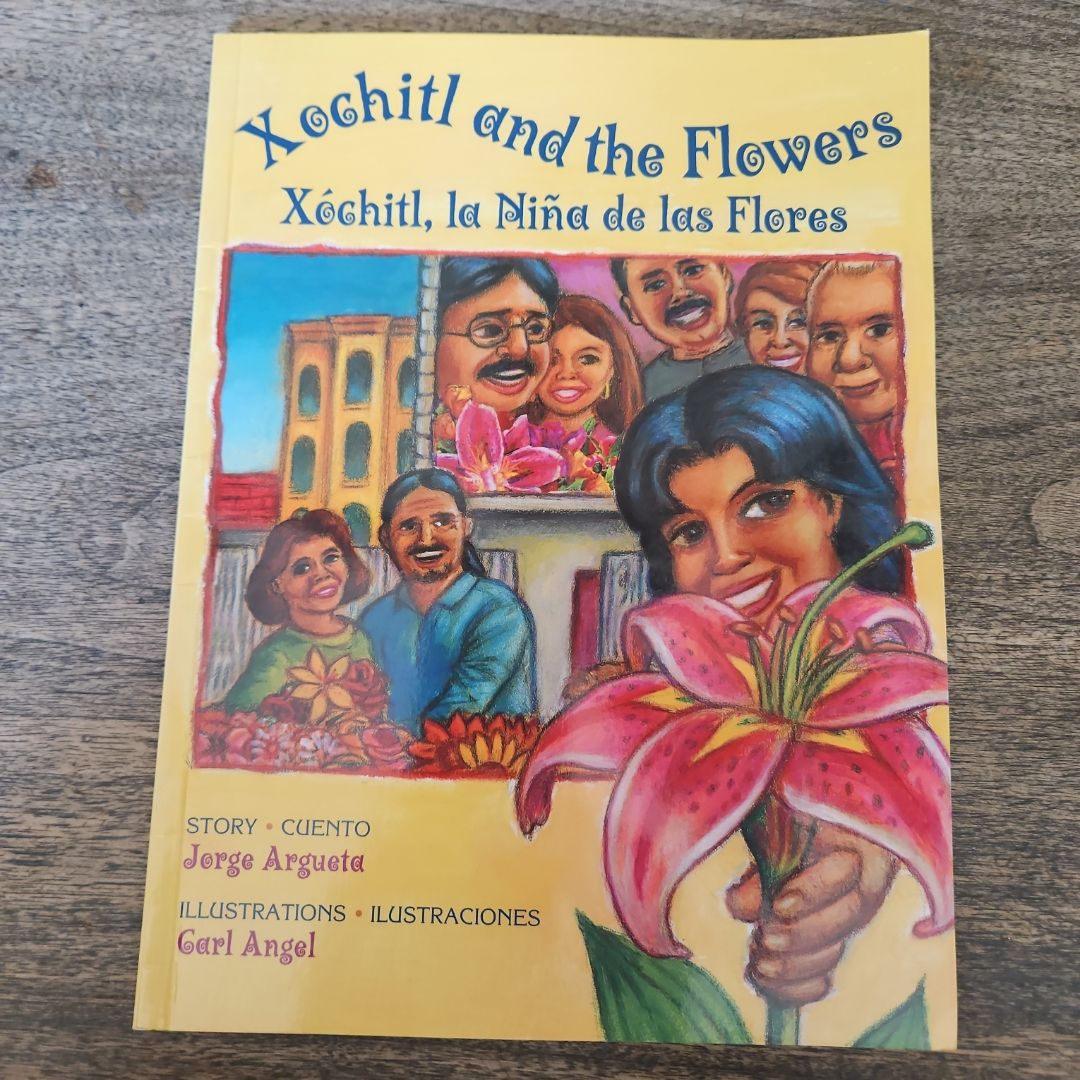 Xochitl and the Flowers
Xóchitl, la Niña de las Flores
STORY • CUENTO
Jorge Argueta
ILLUSTRATIONS • ILUSTRACIONES
Carl Angel